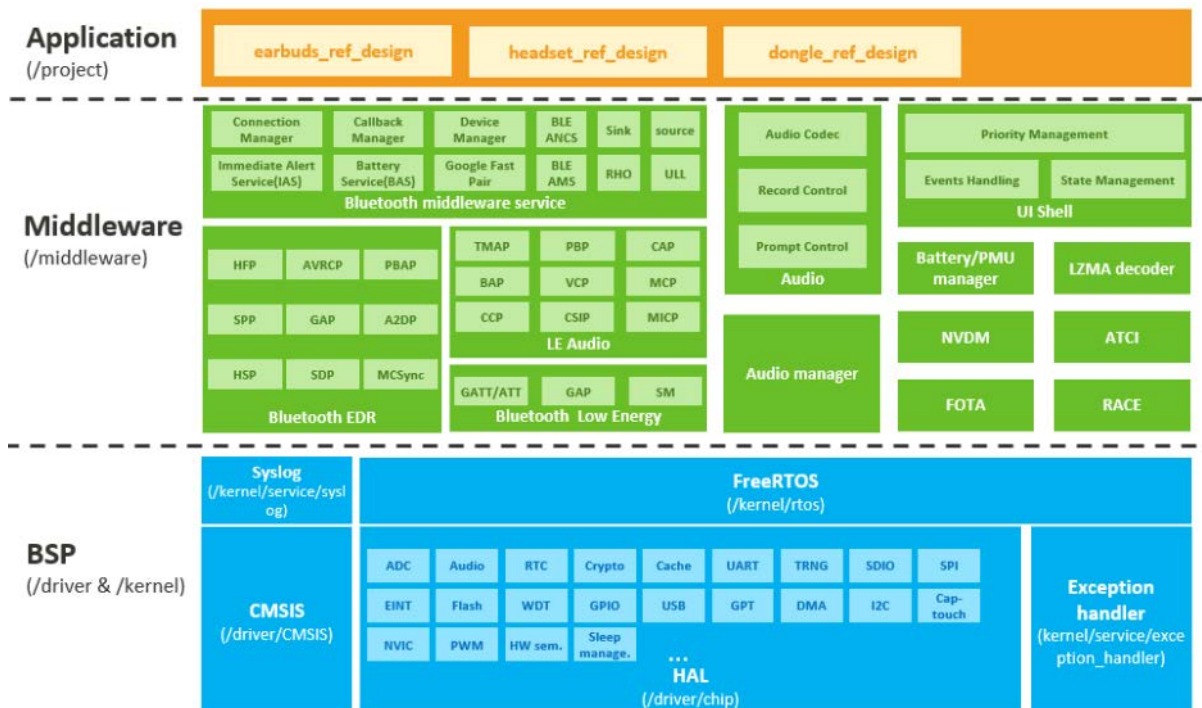 Application
(/project)
earbuds_ref_design
headset_ref_design
dongle_ref_design
Middleware
(/middleware)
Connection
Manager
Callback
Manager
Device
Manager
BLE
ANCS
Sink
source
Immediate Alert
Service(IAS)
Battery
Service(BAS)
Google Fast
Pair
BLE
AMS
RHO
ULL
Bluetooth middleware service
HFP
AVRCP
PBAP
SPP
GAP
A2DP
HSP
SDP
MCSync
Bluetooth EDR
TMAP
PBP
CAP
BAP
VCP
MCP
CCP
CSIP
MICP
LE Audio
GATT/ATT
GAP
SM
Bluetooth Low Energy
Audio Codec
Record Control
Prompt Control
Audio
Audio manager
Priority Management
Events Handling
State Management
UI Shell
Battery/PMU
manager
LZMA decoder
NVDM
ATCI
FOTA
RACE
BSP
(/driver & /kernel)
Syslog
(/kernel/service/sysl
og)
FreeRTOS
(/kernel/rtos)
CMSIS
(/driver/CMSIS)
ADC
Audio
RTC
Crypto
Cache
UART
TRNG
SDIO
SPI
EINT
Flash
WDT
GPIO
USB
GPT
DMA
I2C
Cap-
touch
NVIC
PWM
HW sem.
Sleep
manage.
...
HAL
(/driver/chip)
Exception
handler
(kernel/service/exce
ption_handler)